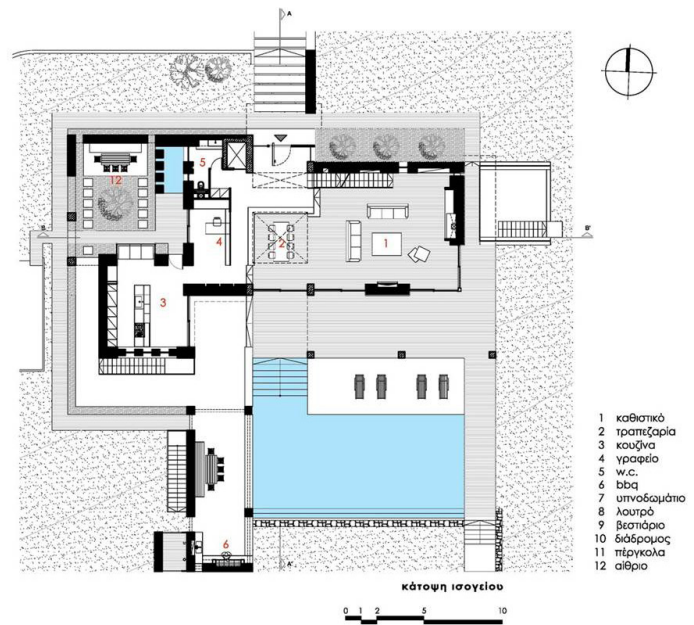 A
12
5
B
B'
4
2
1
3
6
A'
1 καθιστικό
2 τραπεζαρία
3 κουζίνα
4 γραφείο
5 w.c.
6 bbq
7 υπνοδωμάτιο
8 λουτρό
9 βεστιάριο
10 διάδρομος
11 πέργκολα
12 αίθριο
κάτοψη ισογείου
0 1 2 5 10